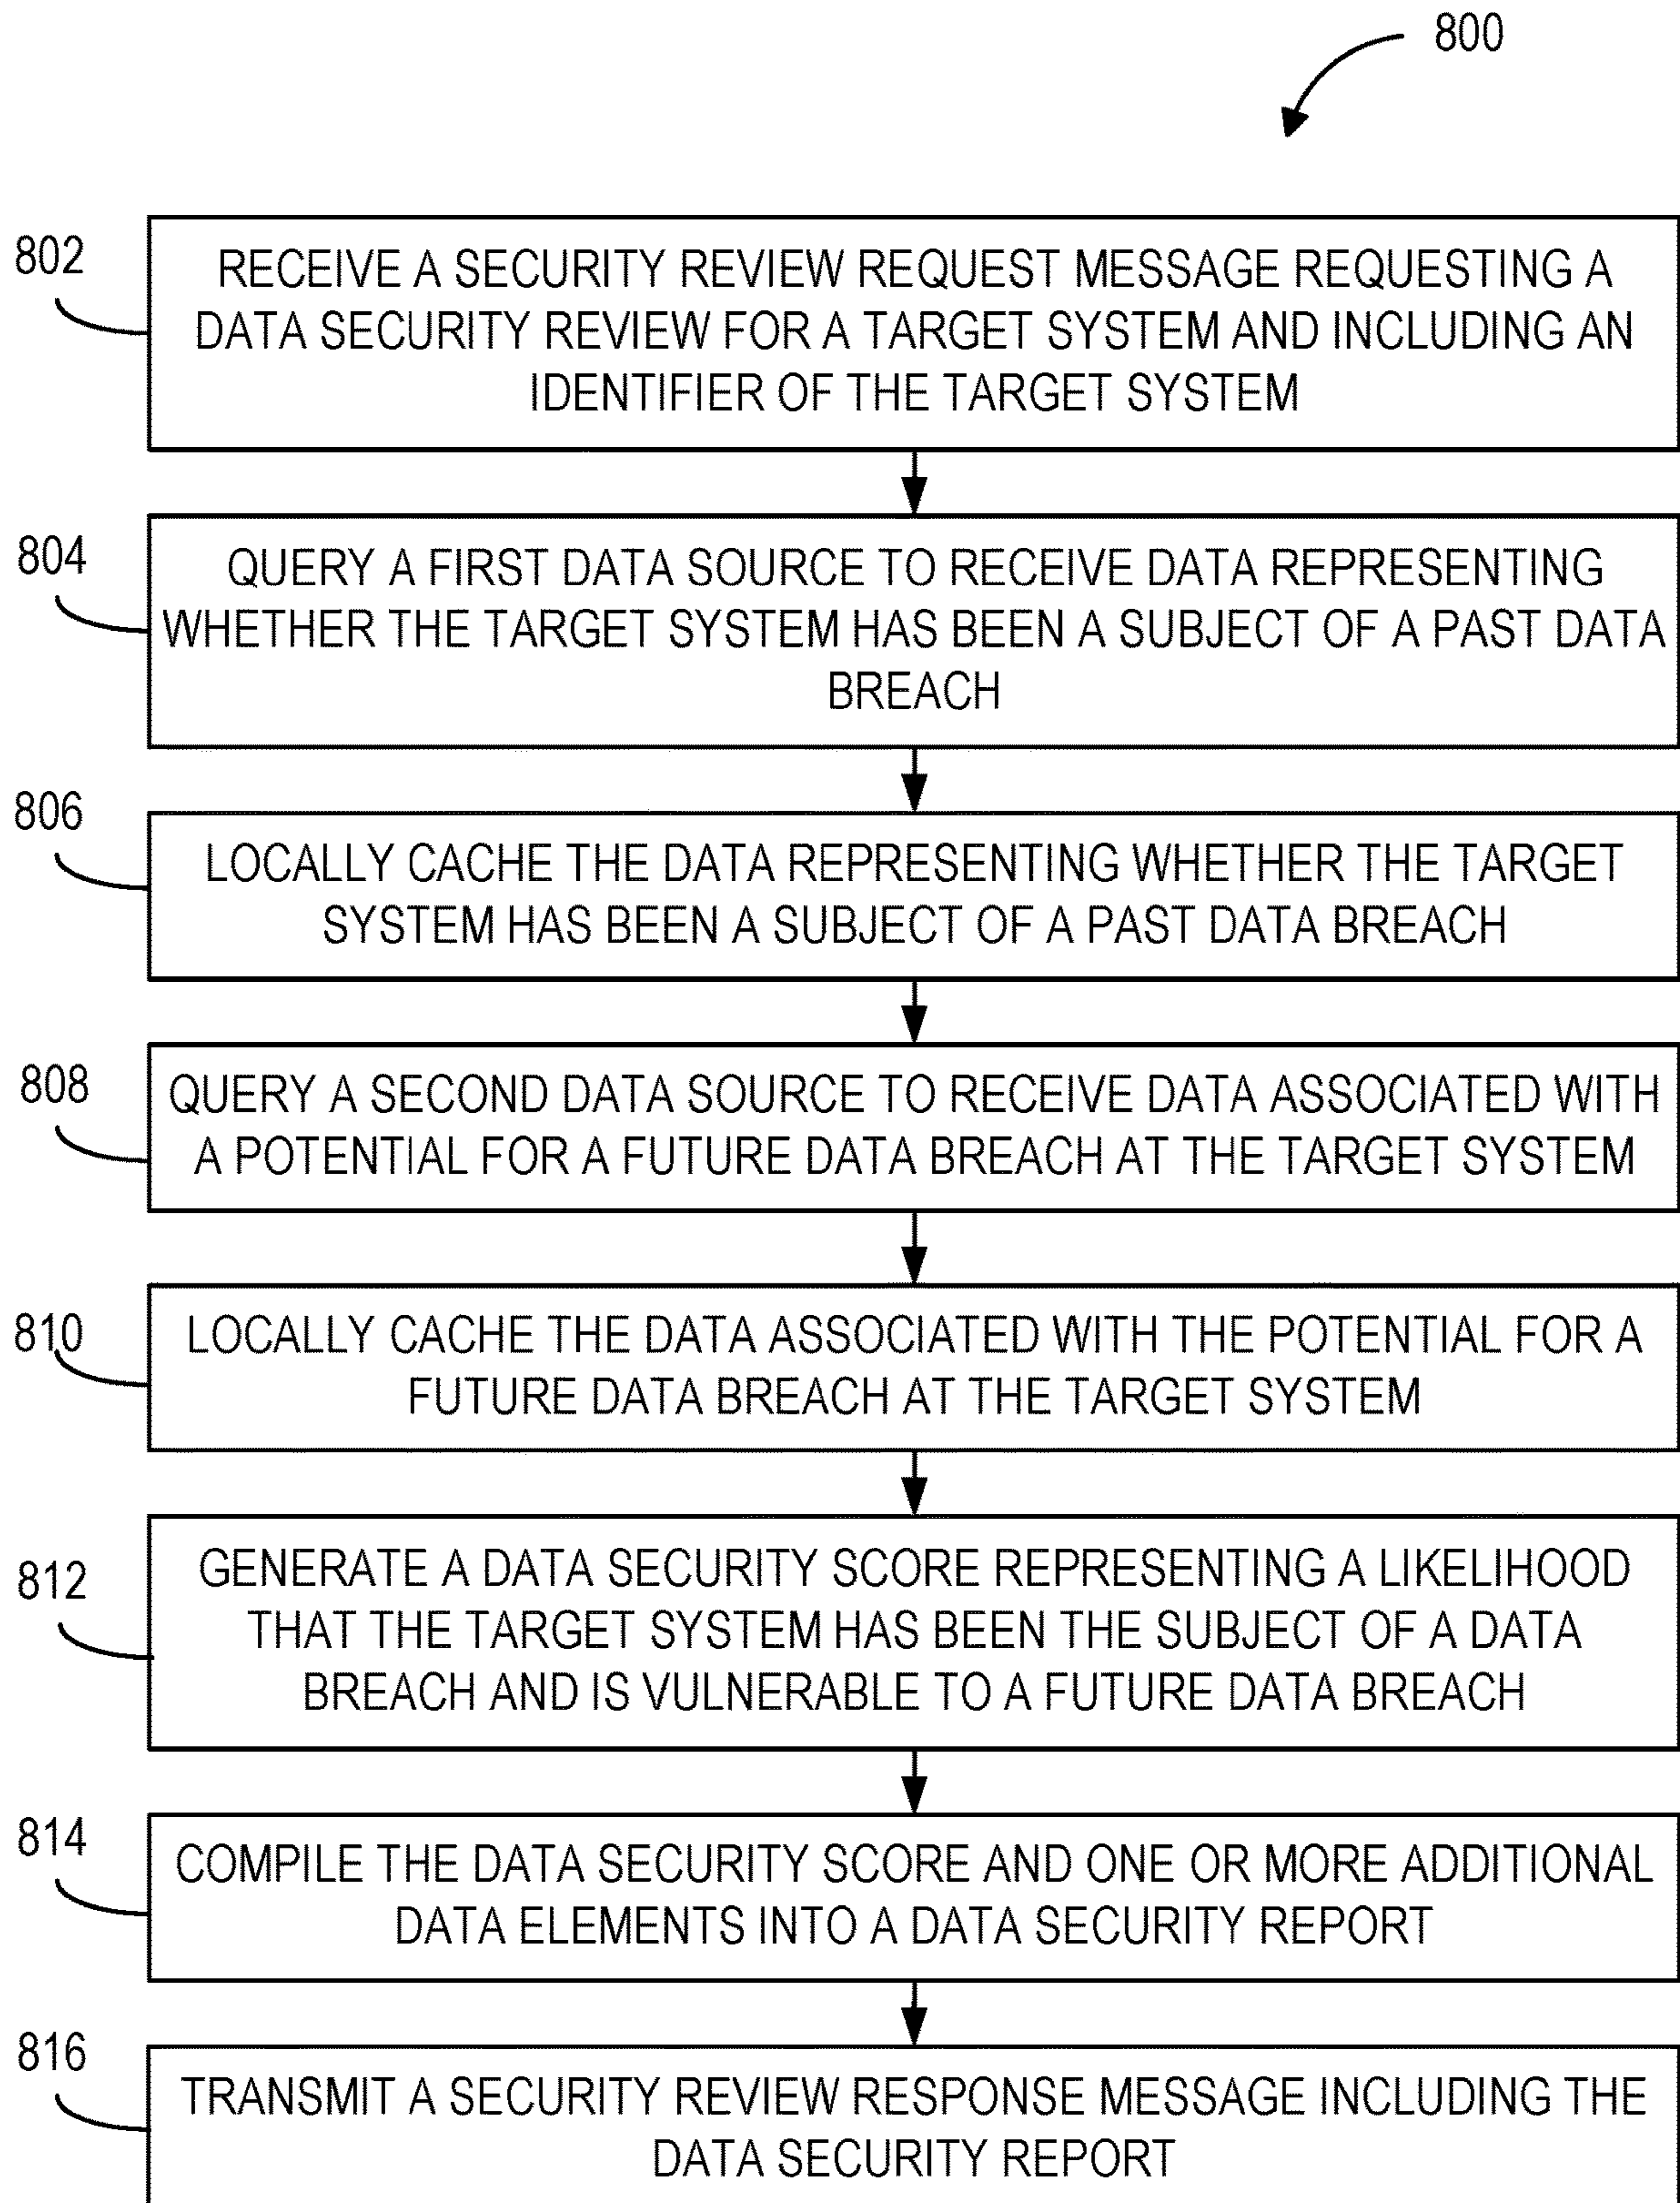 800
802
RECEIVE A SECURITY REVIEW REQUEST MESSAGE REQUESTING A
DATA SECURITY REVIEW FOR A TARGET SYSTEM AND INCLUDING AN
IDENTIFIER OF THE TARGET SYSTEM
804
QUERY A FIRST DATA SOURCE TO RECEIVE DATA REPRESENTING
WHETHER THE TARGET SYSTEM HAS BEEN A SUBJECT OF A PAST DATA
BREACH
806
LOCALLY CACHE THE DATA REPRESENTING WHETHER THE TARGET
SYSTEM HAS BEEN A SUBJECT OF A PAST DATA BREACH
808
QUERY A SECOND DATA SOURCE TO RECEIVE DATA ASSOCIATED WITH
A POTENTIAL FOR A FUTURE DATA BREACH AT THE TARGET SYSTEM
810
LOCALLY CACHE THE DATA ASSOCIATED WITH THE POTENTIAL FOR A
FUTURE DATA BREACH AT THE TARGET SYSTEM
812
GENERATE A DATA SECURITY SCORE REPRESENTING A LIKELIHOOD
THAT THE TARGET SYSTEM HAS BEEN THE SUBJECT OF A DATA
BREACH AND IS VULNERABLE TO A FUTURE DATA BREACH
814
COMPILE THE DATA SECURITY SCORE AND ONE OR MORE ADDITIONAL
DATA ELEMENTS INTO A DATA SECURITY REPORT
816
TRANSMIT A SECURITY REVIEW RESPONSE MESSAGE INCLUDING THE
DATA SECURITY REPORT